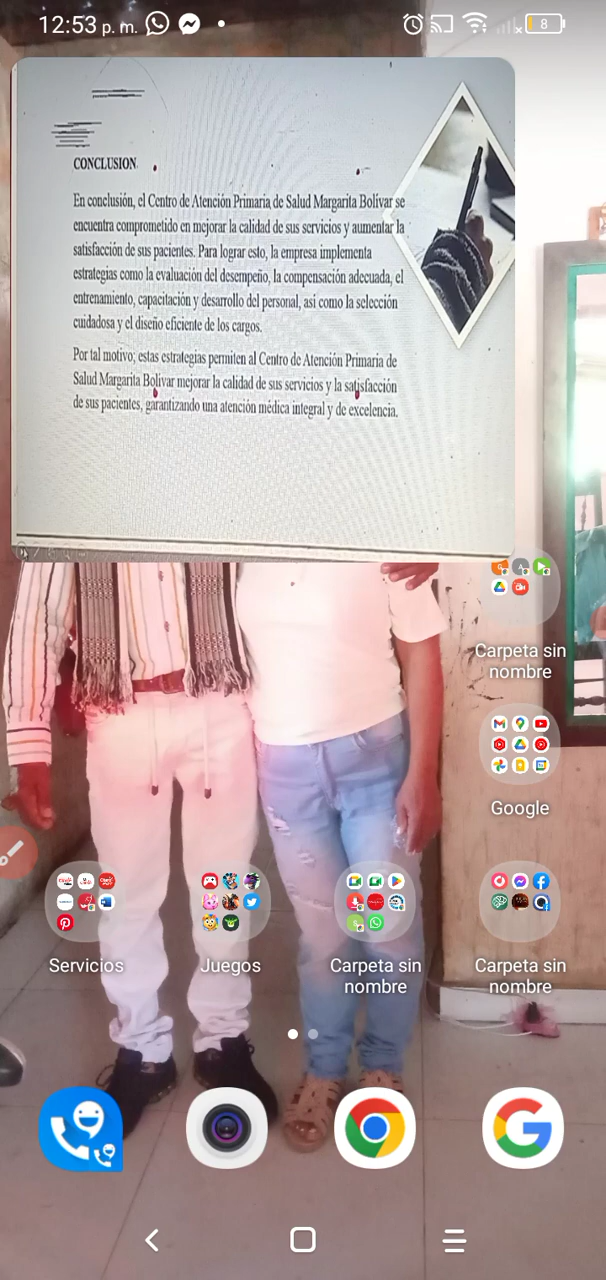 12:53 p. m.
8
CONCLUSION
En conclusión, el Centro de Atención Primaria de Salud Margarita Bolívar se
encuentra comprometido en mejorar la calidad de sus servicios y aumentar la
satisfacción de sus pacientes. Para lograr esto, la empresa implementa
estrategias como la evaluación del desempeño, la compensación adecuada, el
entrenamiento, capacitación y desarrollo del personal, asi como la selección
cuidadosa y el diseño eficiente de los cargos.
Por tal motivo; estas estrategias permiten al Centro de Atención Primaria de
Salud Margarita Bolívar mejorar la calidad de sus servicios y la satisfacción
de sus pacientes, garantizando una atención médica integral y de excelencia.
Carpeta sin
nombre
Google
Servicios
Juegos
Carpeta sin
nombre
Carpeta sin
nombre